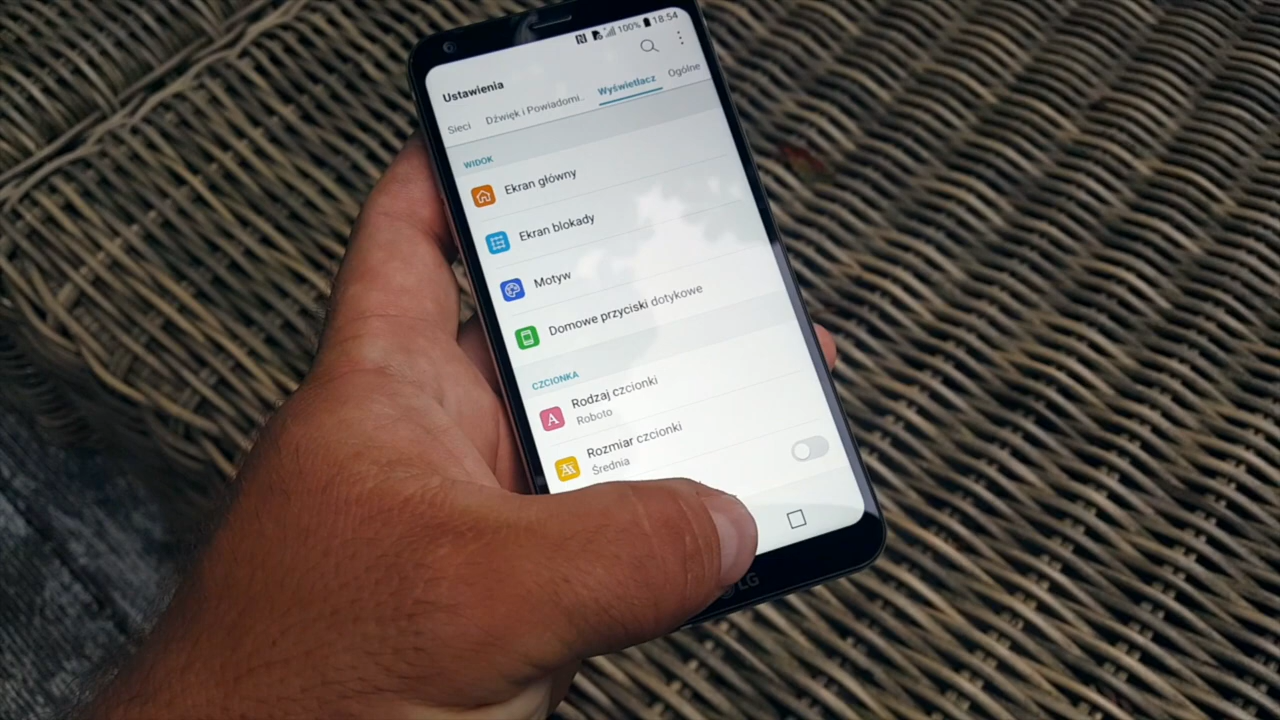 100% 18:54
Ustawienia
Sieci Dźwięk i Powiadomi.. Wyświetlacz Ogólne
WIDOK
Ekran główny
Ekran blokady
Motyw
Domowe przyciski dotykowe
CZCIONKA
A Rodzaj czcionki
Roboto
AA Rozmiar czcionki
Średnia
LG